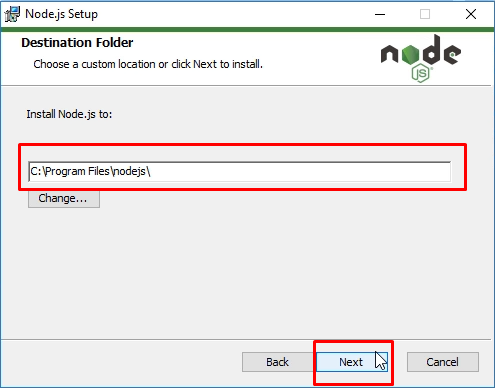 Node.js Setup
Destination Folder
Choose a custom location or click Next to install.
node
JS
Install Node.js to:
C:\Program Files\nodejs\
Change...
Back
Next
Cancel